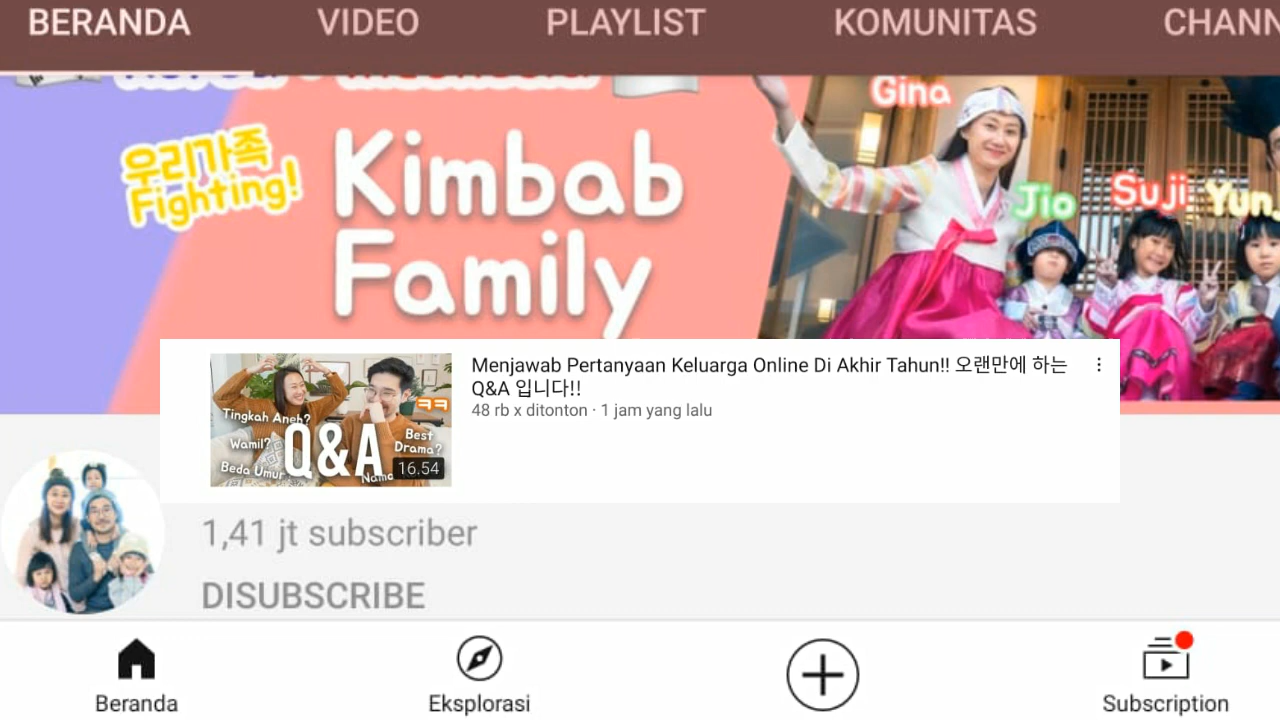 BERANDA
VIDEO
PLAYLIST
KOMUNITAS
CHANN
우리가족
Fighting!
Kimbab
Family
Gina
Jio
Suji
Yun
Menjawab Pertanyaan Keluarga Online Di Akhir Tahun!! 오랜만에 하는
Q&A 입니다!!
48 rb x ditonton · 1 jam yang lalu
Tingkah Aneh?
ㅋㅋ
Wamil?
Q&A
Best
Drama?
Beda Umur
Nama
16.54
1,41 jt subscriber
DISUBSCRIBE
Beranda
Eksplorasi
Subscription